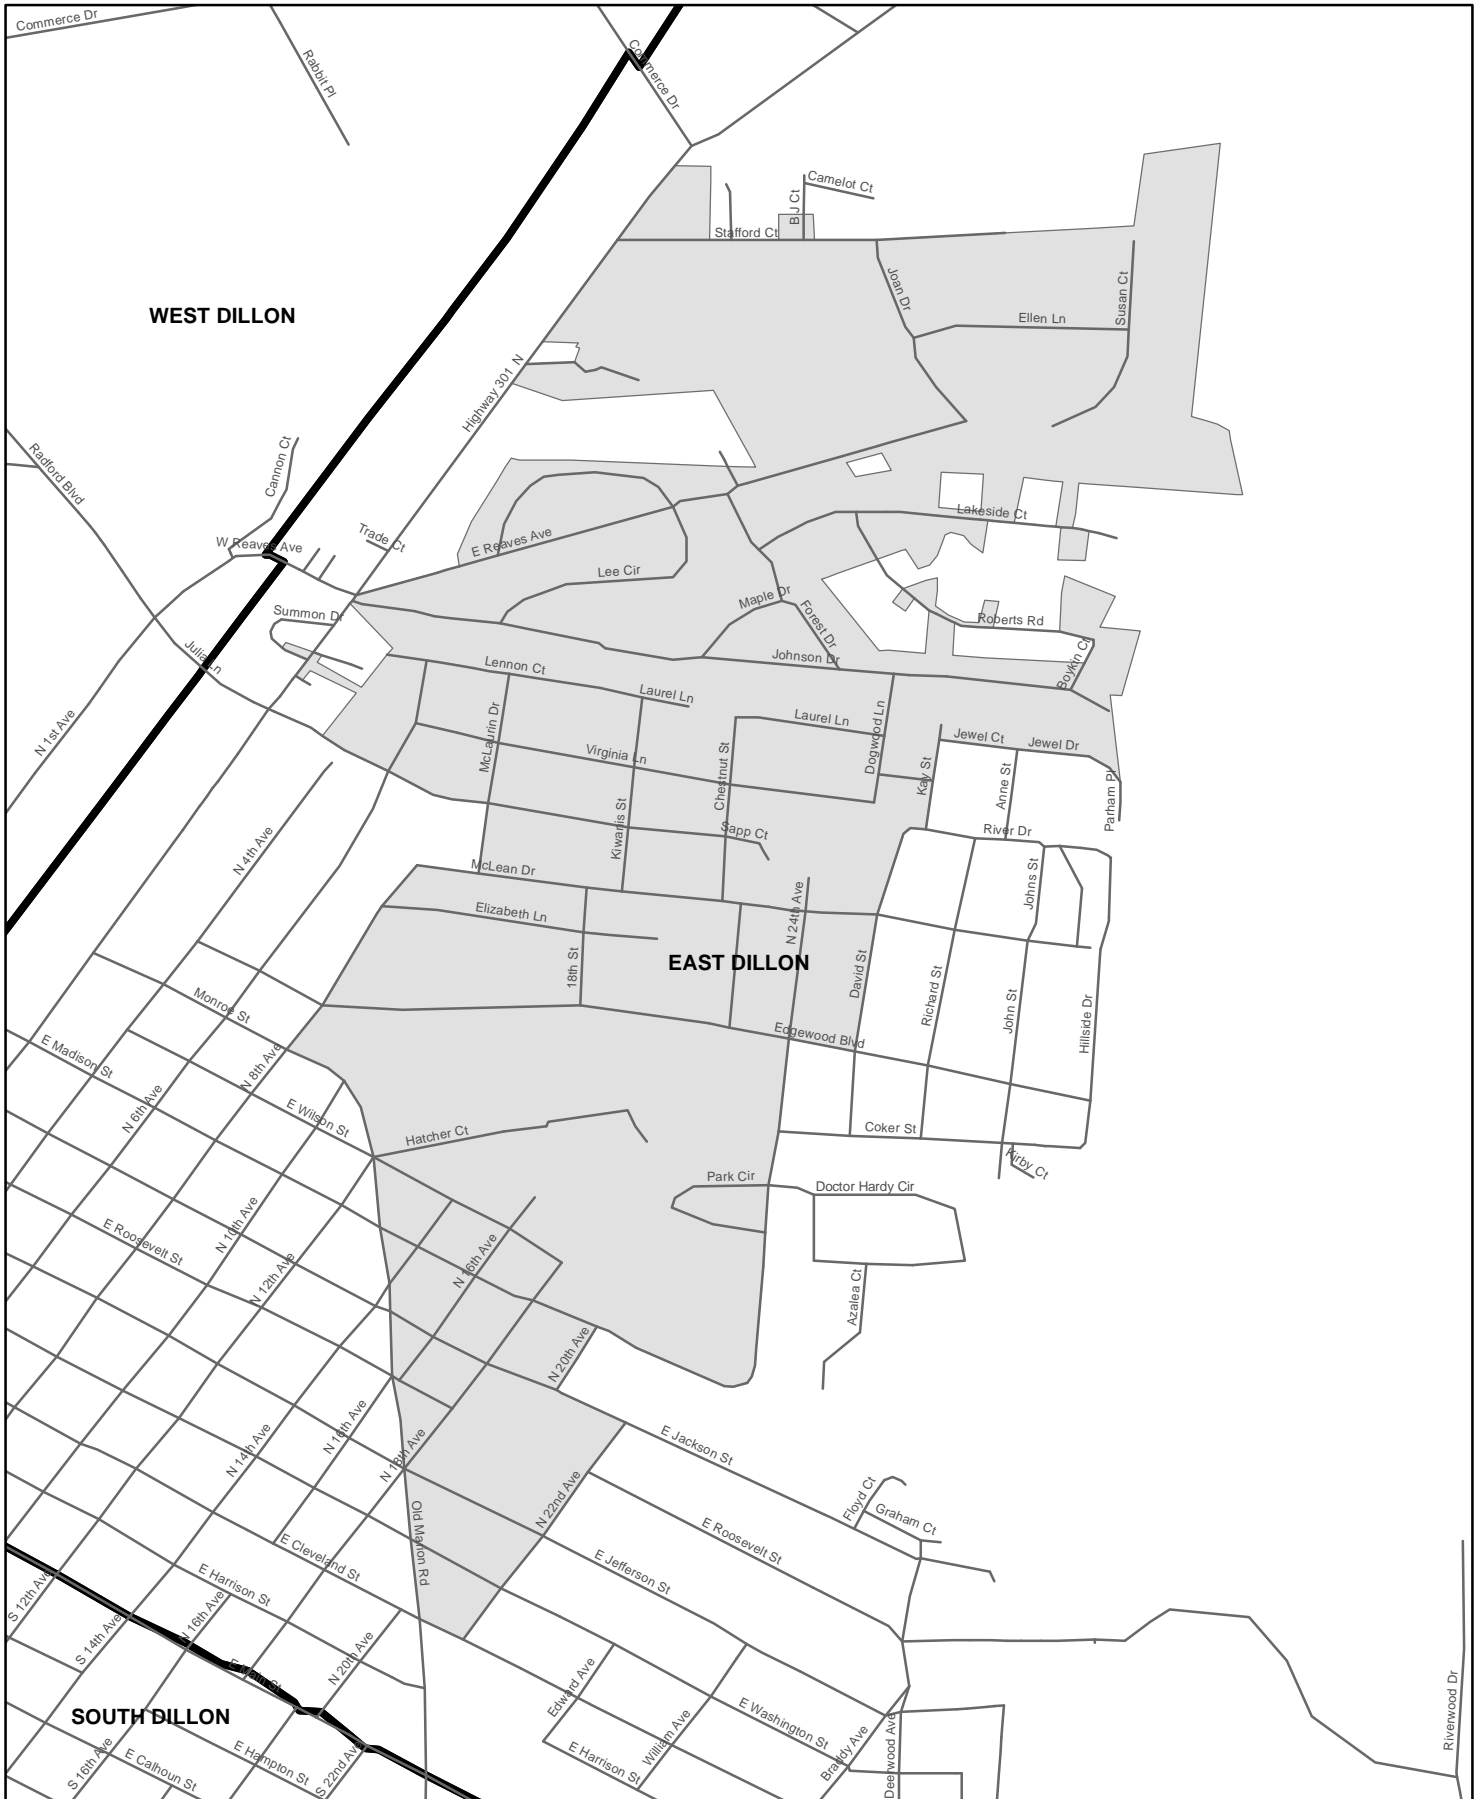 Commerce Dr
Rabbit Pl
Commerce Dr
Camelot Ct
B J Ct
Stafford Ct
Joan Dr
Susan Ct
Ellen Ln
WEST DILLON
Highway 301 N
Radford Blvd
Cannon Ct
Trade Ct
W Reaves Ave
E Reaves Ave
Lakeside Ct
Lee Cir
Maple Dr
Forest Dr
Summon Dr
Roberts Rd
Johnson Dr
Boykin Ct
Julia Ln
Lennon Ct
Laurel Ln
Laurel Ln
N 1st Ave
McLaurin Dr
Virginia Ln
Chestnut St
Dogwood Ln
Jewel Ct
Jewel Dr
Kay St
Anne St
Parham Pl
Kiwanis St
Sapp Ct
River Dr
N 4th Ave
McLean Dr
Johns St
Elizabeth Ln
N 24th Ave
18th St
EAST DILLON
David St
Richard St
John St
Hillside Dr
Monroe St
Edgewood Blvd
E Madison St
N 8th Ave
N 6th Ave
E Wilson St
Hatcher Ct
Coker St
Kirby Ct
Park Cir
Doctor Hardy Cir
N 10th Ave
E Roosevelt St
N 12th Ave
N 16th Ave
Azalea Ct
N 20th Ave
N 14th Ave
N 16th Ave
N 18th Ave
E Jackson St
Floyd Ct
Graham Ct
N 22nd Ave
Old Marion Rd
E Roosevelt St
E Cleveland St
E Jefferson St
E Harrison St
S 12th Ave
N 16th Ave
S 14th Ave
N 20th Ave
E Main St
Edward Ave
E Washington St
William Ave
Riverwood Dr
SOUTH DILLON
Braddy Ave
Deerwood Ave
S 16th Ave
E Calhoun St
E Hampton St
S 22nd Ave
E Harrison St